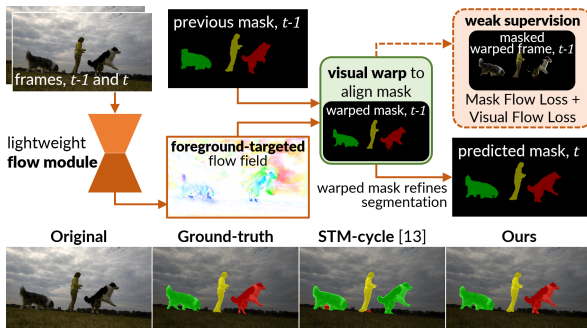 frames, t-1 and t
previous mask, t-1
visual warp to
align mask
warped mask, t-1
weak supervision
masked
warped frame, t-1
Mask Flow Loss +
Visual Flow Loss
lightweight
flow module
foreground-targeted
flow field
warped mask refines
segmentation
predicted mask, t
Original
Ground-truth
STM-cycle [13]
Ours